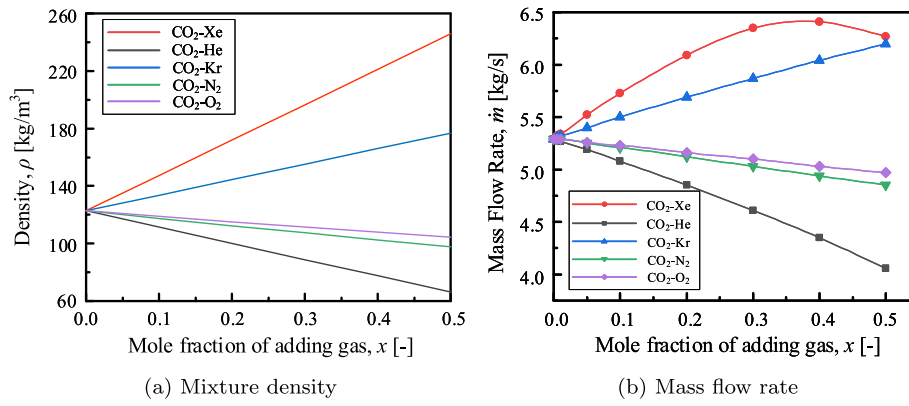 260
220
180
140
100
60
Density, ρ [kg/m³]
CO₂-Xe
CO₂-He
CO₂-Kr
CO₂-N₂
CO₂-O₂
0.0 0.1 0.2 0.3 0.4 0.5
Mole fraction of adding gas, x [-]
(a) Mixture density
6.5
6.0
5.5
5.0
4.5
4.0
Mass Flow Rate, ṁ [kg/s]
CO₂-Xe
CO₂-He
CO₂-Kr
CO₂-N₂
CO₂-O₂
0.0 0.1 0.2 0.3 0.4 0.5
Mole fraction of adding gas, x [-]
(b) Mass flow rate